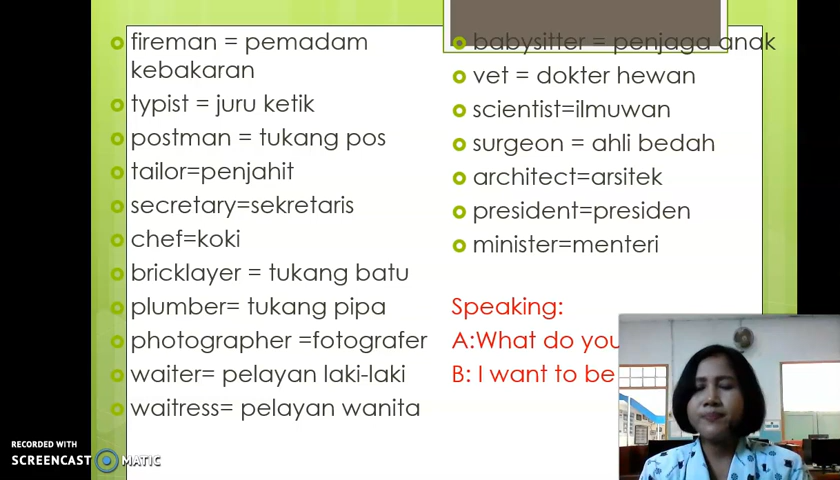 fireman = pemadam
kebakaran
typist = juru ketik
postman = tukang pos
tailor=penjahit
secretary=sekretaris
chef=koki
bricklayer = tukang batu
plumber= tukang pipa
photographer =fotografer
waiter= pelayan laki-laki
waitress= pelayan wanita
babysitter = penjaga anak
vet = dokter hewan
scientist=ilmuwan
surgeon = ahli bedah
architect=arsitek
president=presiden
minister=menteri
Speaking:
A:What do you
B: I want to be
RECORDED WITH
SCREENCAST MATIC